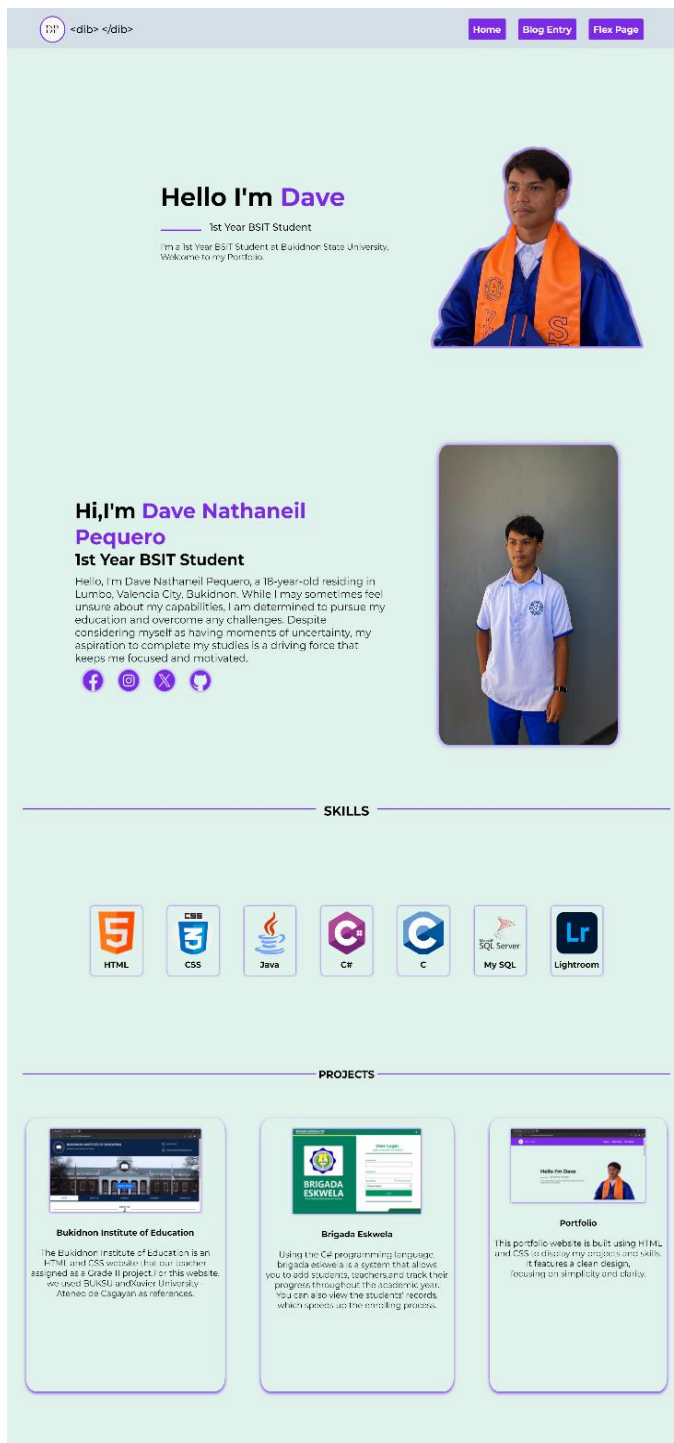 <dib> </dib>
Home Blog Entry Flex Page
Hello I'm Dave
1st Year BSIT Student
I'm a 1st Year BSIT Student at Bukidnon State University,
Welcome to my Portfolio.
Hi,I'm Dave Nathaneil
Pequero
1st Year BSIT Student
Hello, I'm Dave Nathaneil Pequero, a 18-year-old residing in
Lumbo, Valencia City, Bukidnon. While I may sometimes feel
unsure about my capabilities, I am determined to pursue my
education and overcome any challenges. Despite
considering myself as having moments of uncertainty, my
aspiration to complete my studies is a driving force that
keeps me focused and motivated.
SKILLS
CSS
SQL Server
Lr
HTML CSS Java C# C My SQL Lightroom
PROJECTS
BUKIDNON INSTITUTE OF EDUCATION
Bukidnon Institute of Education
The Bukidnon Institute of Education is an
HTML and CSS website that our teacher
assigned as a Grade 11 project.For this website,
we used BUKSU andXavier University -
Ateneo de Cagayan as references.
User Login
BRIGADA
ESKWELA
Brigada Eskwela
Using the C# programming language,
brigada eskwela is a system that allows
you to add students, teachers,and track their
progress throughout the academic year.
You can also view the students' records,
which speeds up the enrolling process.
Hello I'm Dave
Portfolio
This portfolio website is built using HTML
and CSS to display my projects and skills.
It features a clean design,
focusing on simplicity and clarity.